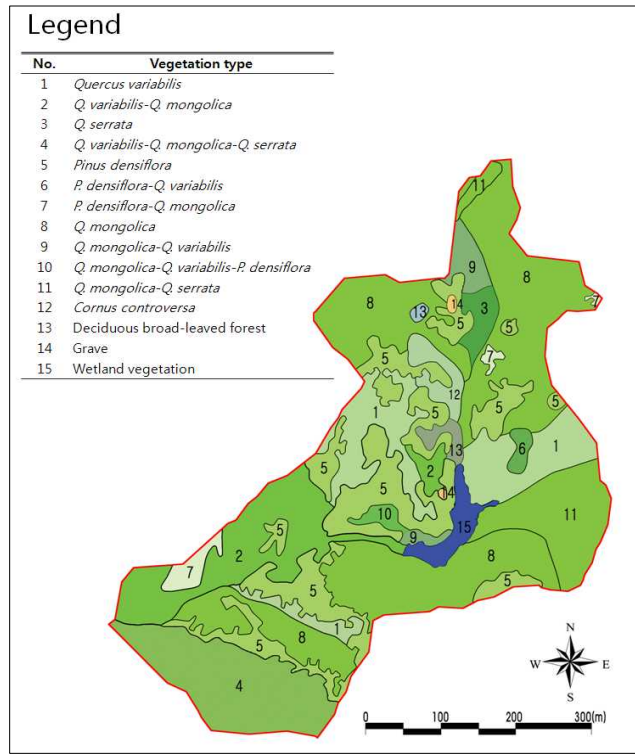 Legend
No. Vegetation type
1 Quercus variabilis
2 Q. variabilis-Q. mongolica
3 Q. serrata
4 Q. variabilis-Q. mongolica-Q. serrata
5 Pinus densiflora
6 P. densiflora-Q. variabilis
7 P. densiflora-Q. mongolica
8 Q. mongolica
9 Q. mongolica-Q. variabilis
10 Q. mongolica-Q. variabilis-P. densiflora
11 Q. mongolica-Q. serrata
12 Cornus controversa
13 Deciduous broad-leaved forest
14 Grave
15 Wetland vegetation
11
9 8
8 13 14 3 7
5 5
5 7
12
1 5 5 5
13 1
5 2 6
5 14
10 15 11
9
5 8
2
7 5 5
1
5 8
4
N
W E
S
0 100 200 300(m)